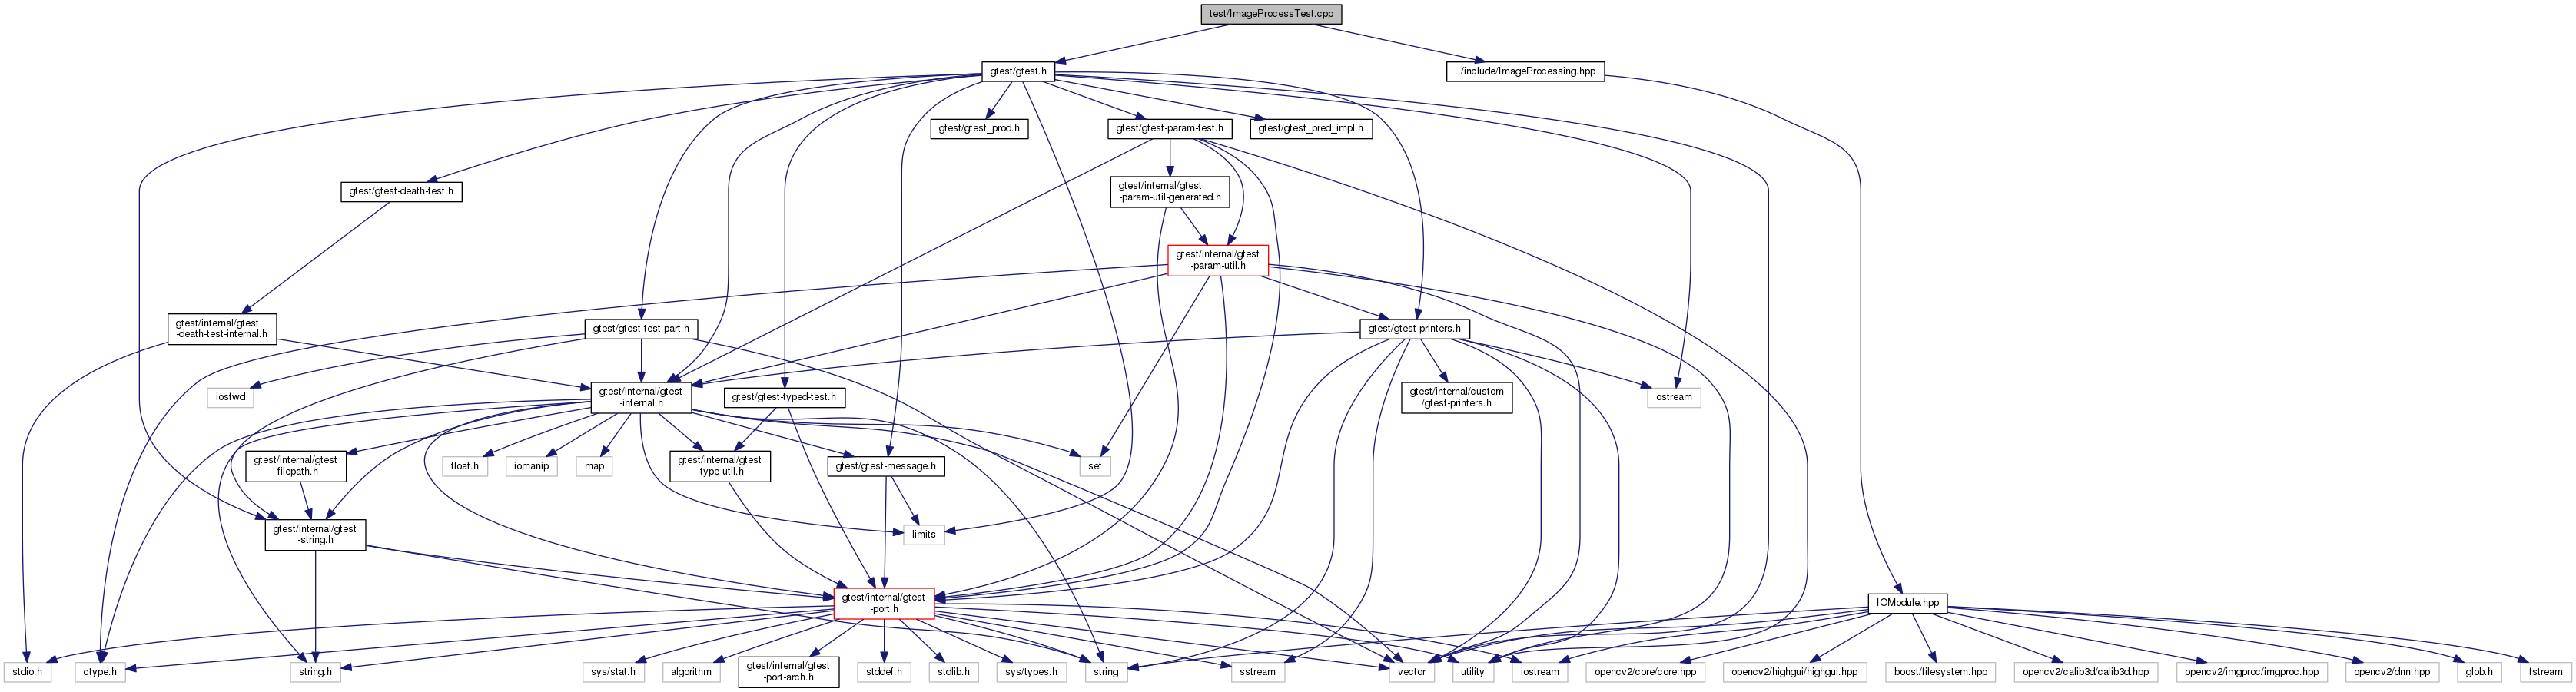 test/ImageProcessTest.cpp
gtest/gtest.h
../include/ImageProcessing.hpp
gtest/gtest_prod.h
gtest/gtest-param-test.h
gtest/gtest_pred_impl.h
gtest/gtest-death-test.h
gtest/internal/gtest
-param-util-generated.h
gtest/internal/gtest
-param-util.h
gtest/internal/gtest
-death-test-internal.h
gtest/gtest-test-part.h
gtest/gtest-printers.h
iosfwd
gtest/internal/gtest
-internal.h
gtest/gtest-typed-test.h
gtest/internal/custom
/gtest-printers.h
ostream
gtest/internal/gtest
-filepath.h
float.h
iomanip
map
gtest/internal/gtest
-type-util.h
gtest/gtest-message.h
set
gtest/internal/gtest
-string.h
limits
gtest/internal/gtest
-port.h
IOModule.hpp
stdio.h
ctype.h
string.h
sys/stat.h
algorithm
gtest/internal/gtest
-port-arch.h
stddef.h
stdlib.h
sys/types.h
string
sstream
vector
utility
iostream
opencv2/core/core.hpp
opencv2/highgui/highgui.hpp
boost/filesystem.hpp
opencv2/calib3d/calib3d.hpp
opencv2/imgproc/imgproc.hpp
opencv2/dnn.hpp
glob.h
fstream